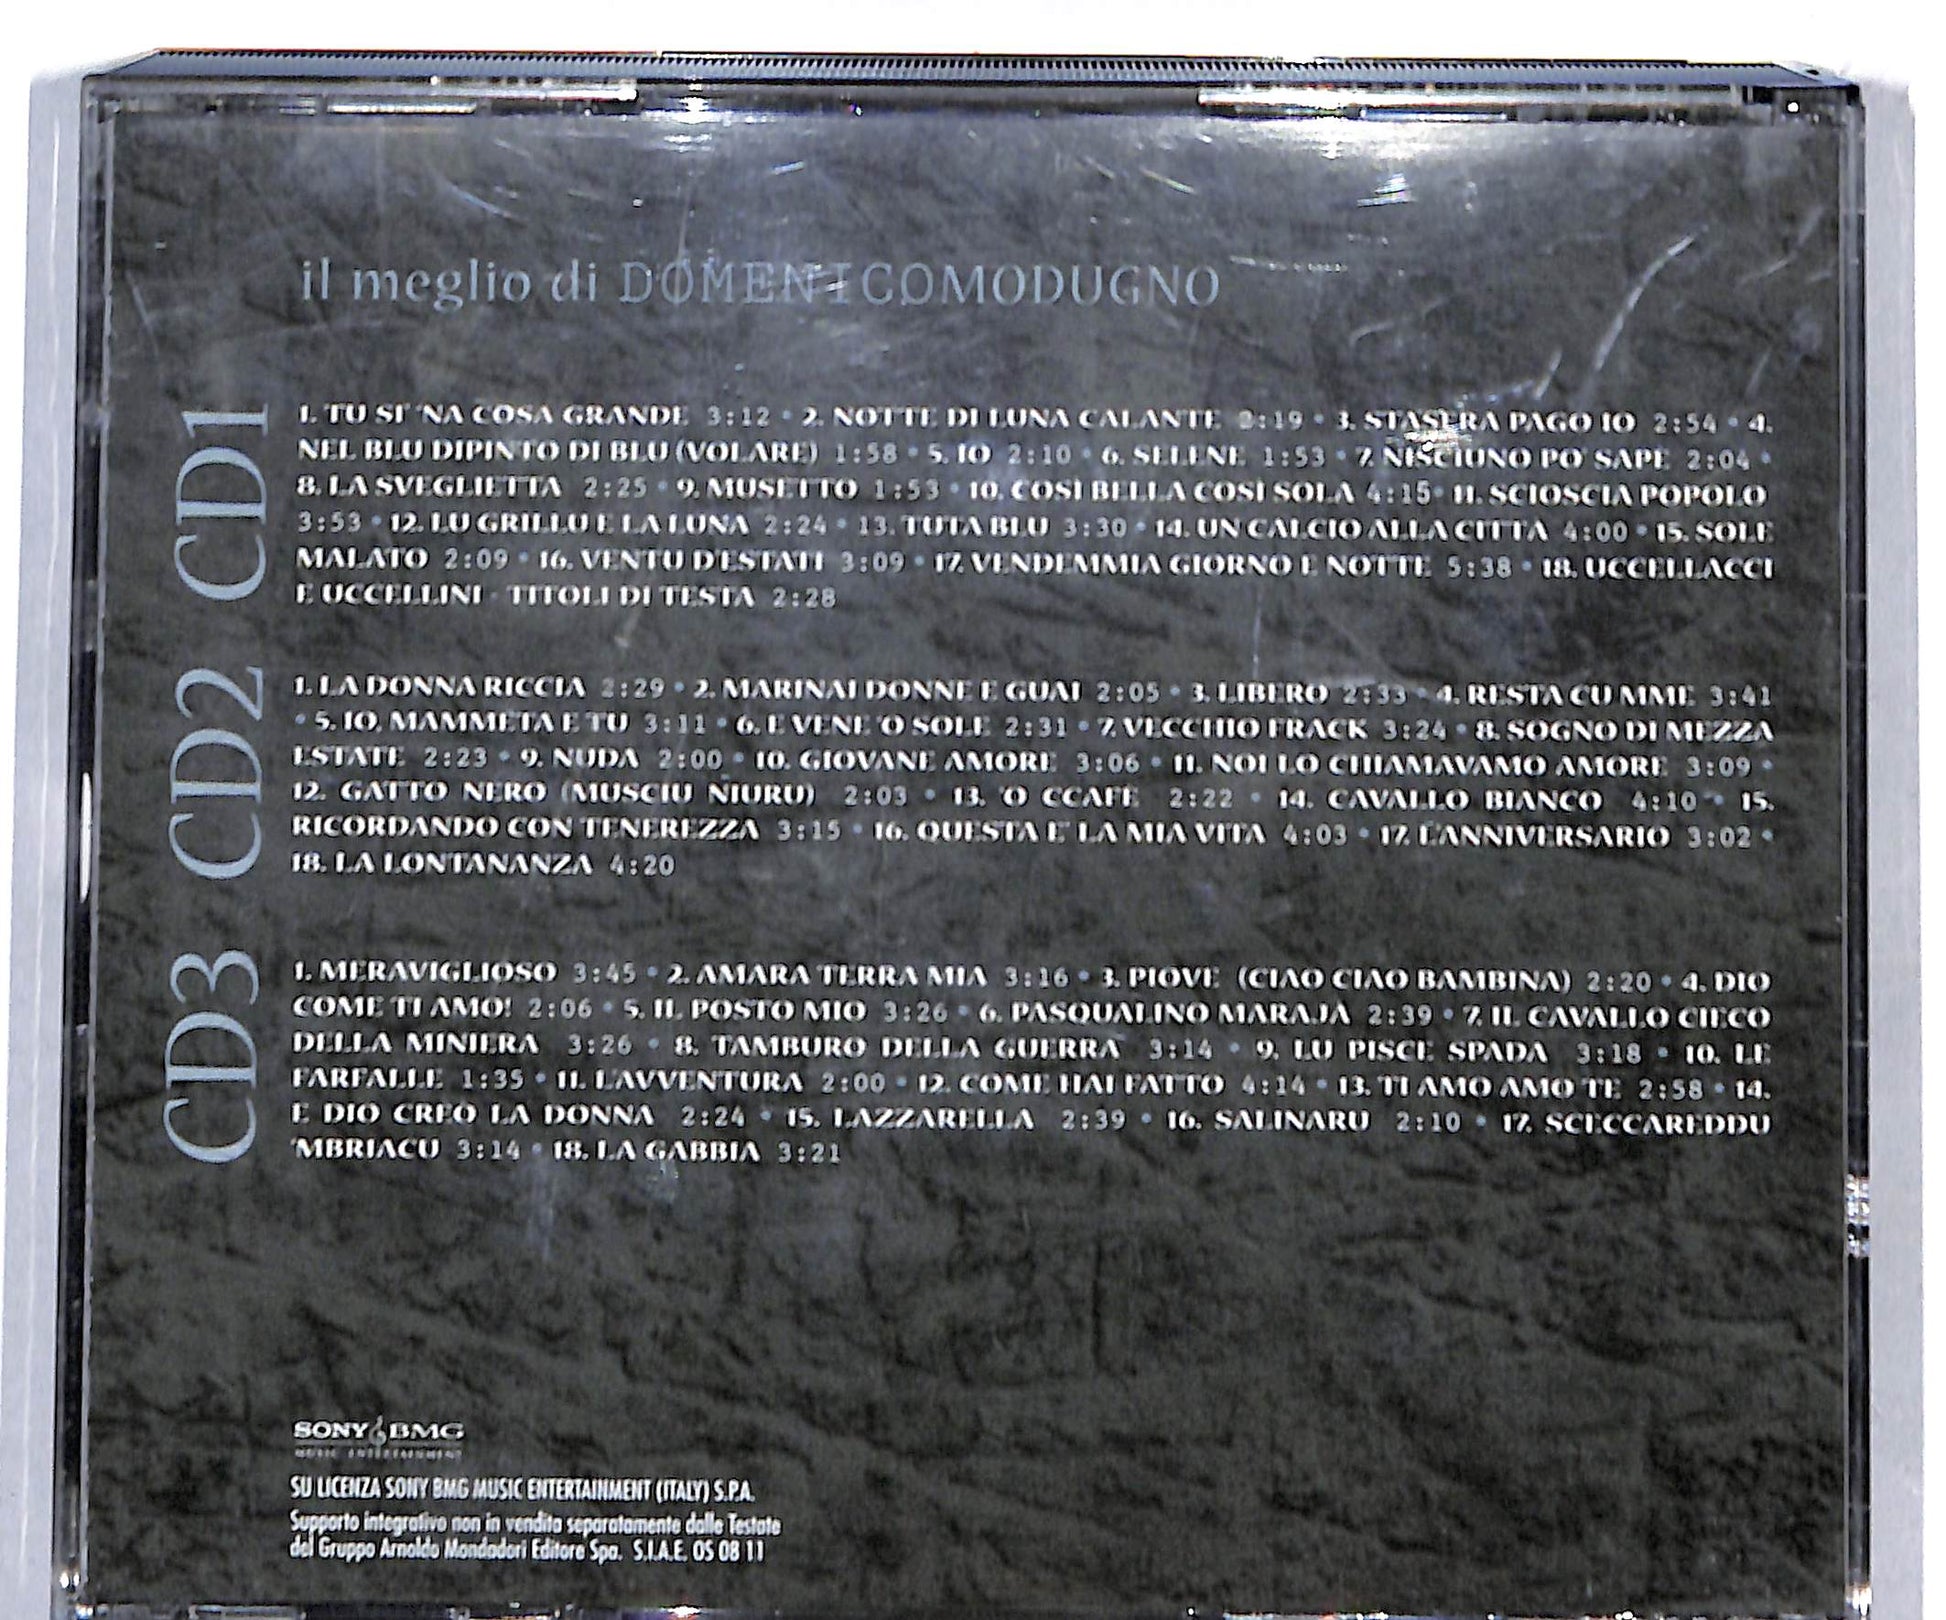 il meglio di DOMENICOMODUGNO
CD1
1. TU SI' 'NA COSA GRANDE 3:12 • 2. NOTTE DI LUNA CALANTE 2:19 • 3. STASERA PAGO IO 2:54 • 4.
NEL BLU DIPINTO DI BLU (VOLARE) 1:58 • 5. IO 2:10 • 6. SELENE 1:53 • 7. NISCIUNO PO' SAPE 2:04 •
8. LA SVEGLIETTA 2:25 • 9. MUSETTO 1:53 • 10. COSÌ BELLA COSÌ SOLA 4:15 • 11. SCIOSCIA POPOLO
3:53 • 12. LU GRILLU E LA LUNA 2:24 • 13. TUTA BLU 3:30 • 14. UN CALCIO ALLA CITTA 4:00 • 15. SOLE
MALATO 2:09 • 16. VENTU D'ESTATI 3:09 • 17. VENDEMMIA GIORNO E NOTTE 5:38 • 18. UCCELLACCI
E UCCELLINI - TITOLI DI TESTA 2:28
CD2
1. LA DONNA RICCIA 2:29 • 2. MARINAI DONNE E GUAI 2:05 • 3. LIBERO 2:33 • 4. RESTA CU MME 3:41
• 5. IO, MAMMETA E TU 3:11 • 6. E VENE 'O SOLE 2:31 • 7. VECCHIO FRACK 3:24 • 8. SOGNO DI MEZZA
ESTATE 2:23 • 9. NUDA 2:00 • 10. GIOVANE AMORE 3:06 • 11. NOI LO CHIAMAVAMO AMORE 3:09 •
12. GATTO NERO (MUSCIU NIURU) 2:03 • 13. 'O CCAFE 2:22 • 14. CAVALLO BIANCO 4:10 • 15.
RICORDANDO CON TENEREZZA 3:15 • 16. QUESTA E' LA MIA VITA 4:03 • 17. L'ANNIVERSARIO 3:02 •
18. LA LONTANANZA 4:20
CD3
1. MERAVIGLIOSO 3:45 • 2. AMARA TERRA MIA 3:16 • 3. PIOVE (CIAO CIAO BAMBINA) 2:20 • 4. DIO
COME TI AMO! 2:06 • 5. IL POSTO MIO 3:26 • 6. PASQUALINO MARAJÀ 2:39 • 7. IL CAVALLO CIECO
DELLA MINIERA 3:26 • 8. TAMBURO DELLA GUERRA 3:14 • 9. LU PISCE SPADA 3:18 • 10. LE
FARFALLE 1:35 • 11. L'AVVENTURA 2:00 • 12. COME HAI FATTO 4:14 • 13. TI AMO AMO TE 2:58 • 14.
E DIO CREO LA DONNA 2:24 • 15. LAZZARELLA 2:39 • 16. SALINARU 2:10 • 17. SCECCAREDDU
'MBRIACU 3:14 • 18. LA GABBIA 3:21
SONY BMG
MUSIC ENTERTAINMENT
SU LICENZA SONY BMG MUSIC ENTERTAINMENT (ITALY) S.P.A.
Supporto integrativo non in vendita separatamente dalle Testate
del Gruppo Arnoldo Mondadori Editore Spa. S.I.A.E. OS 08 11